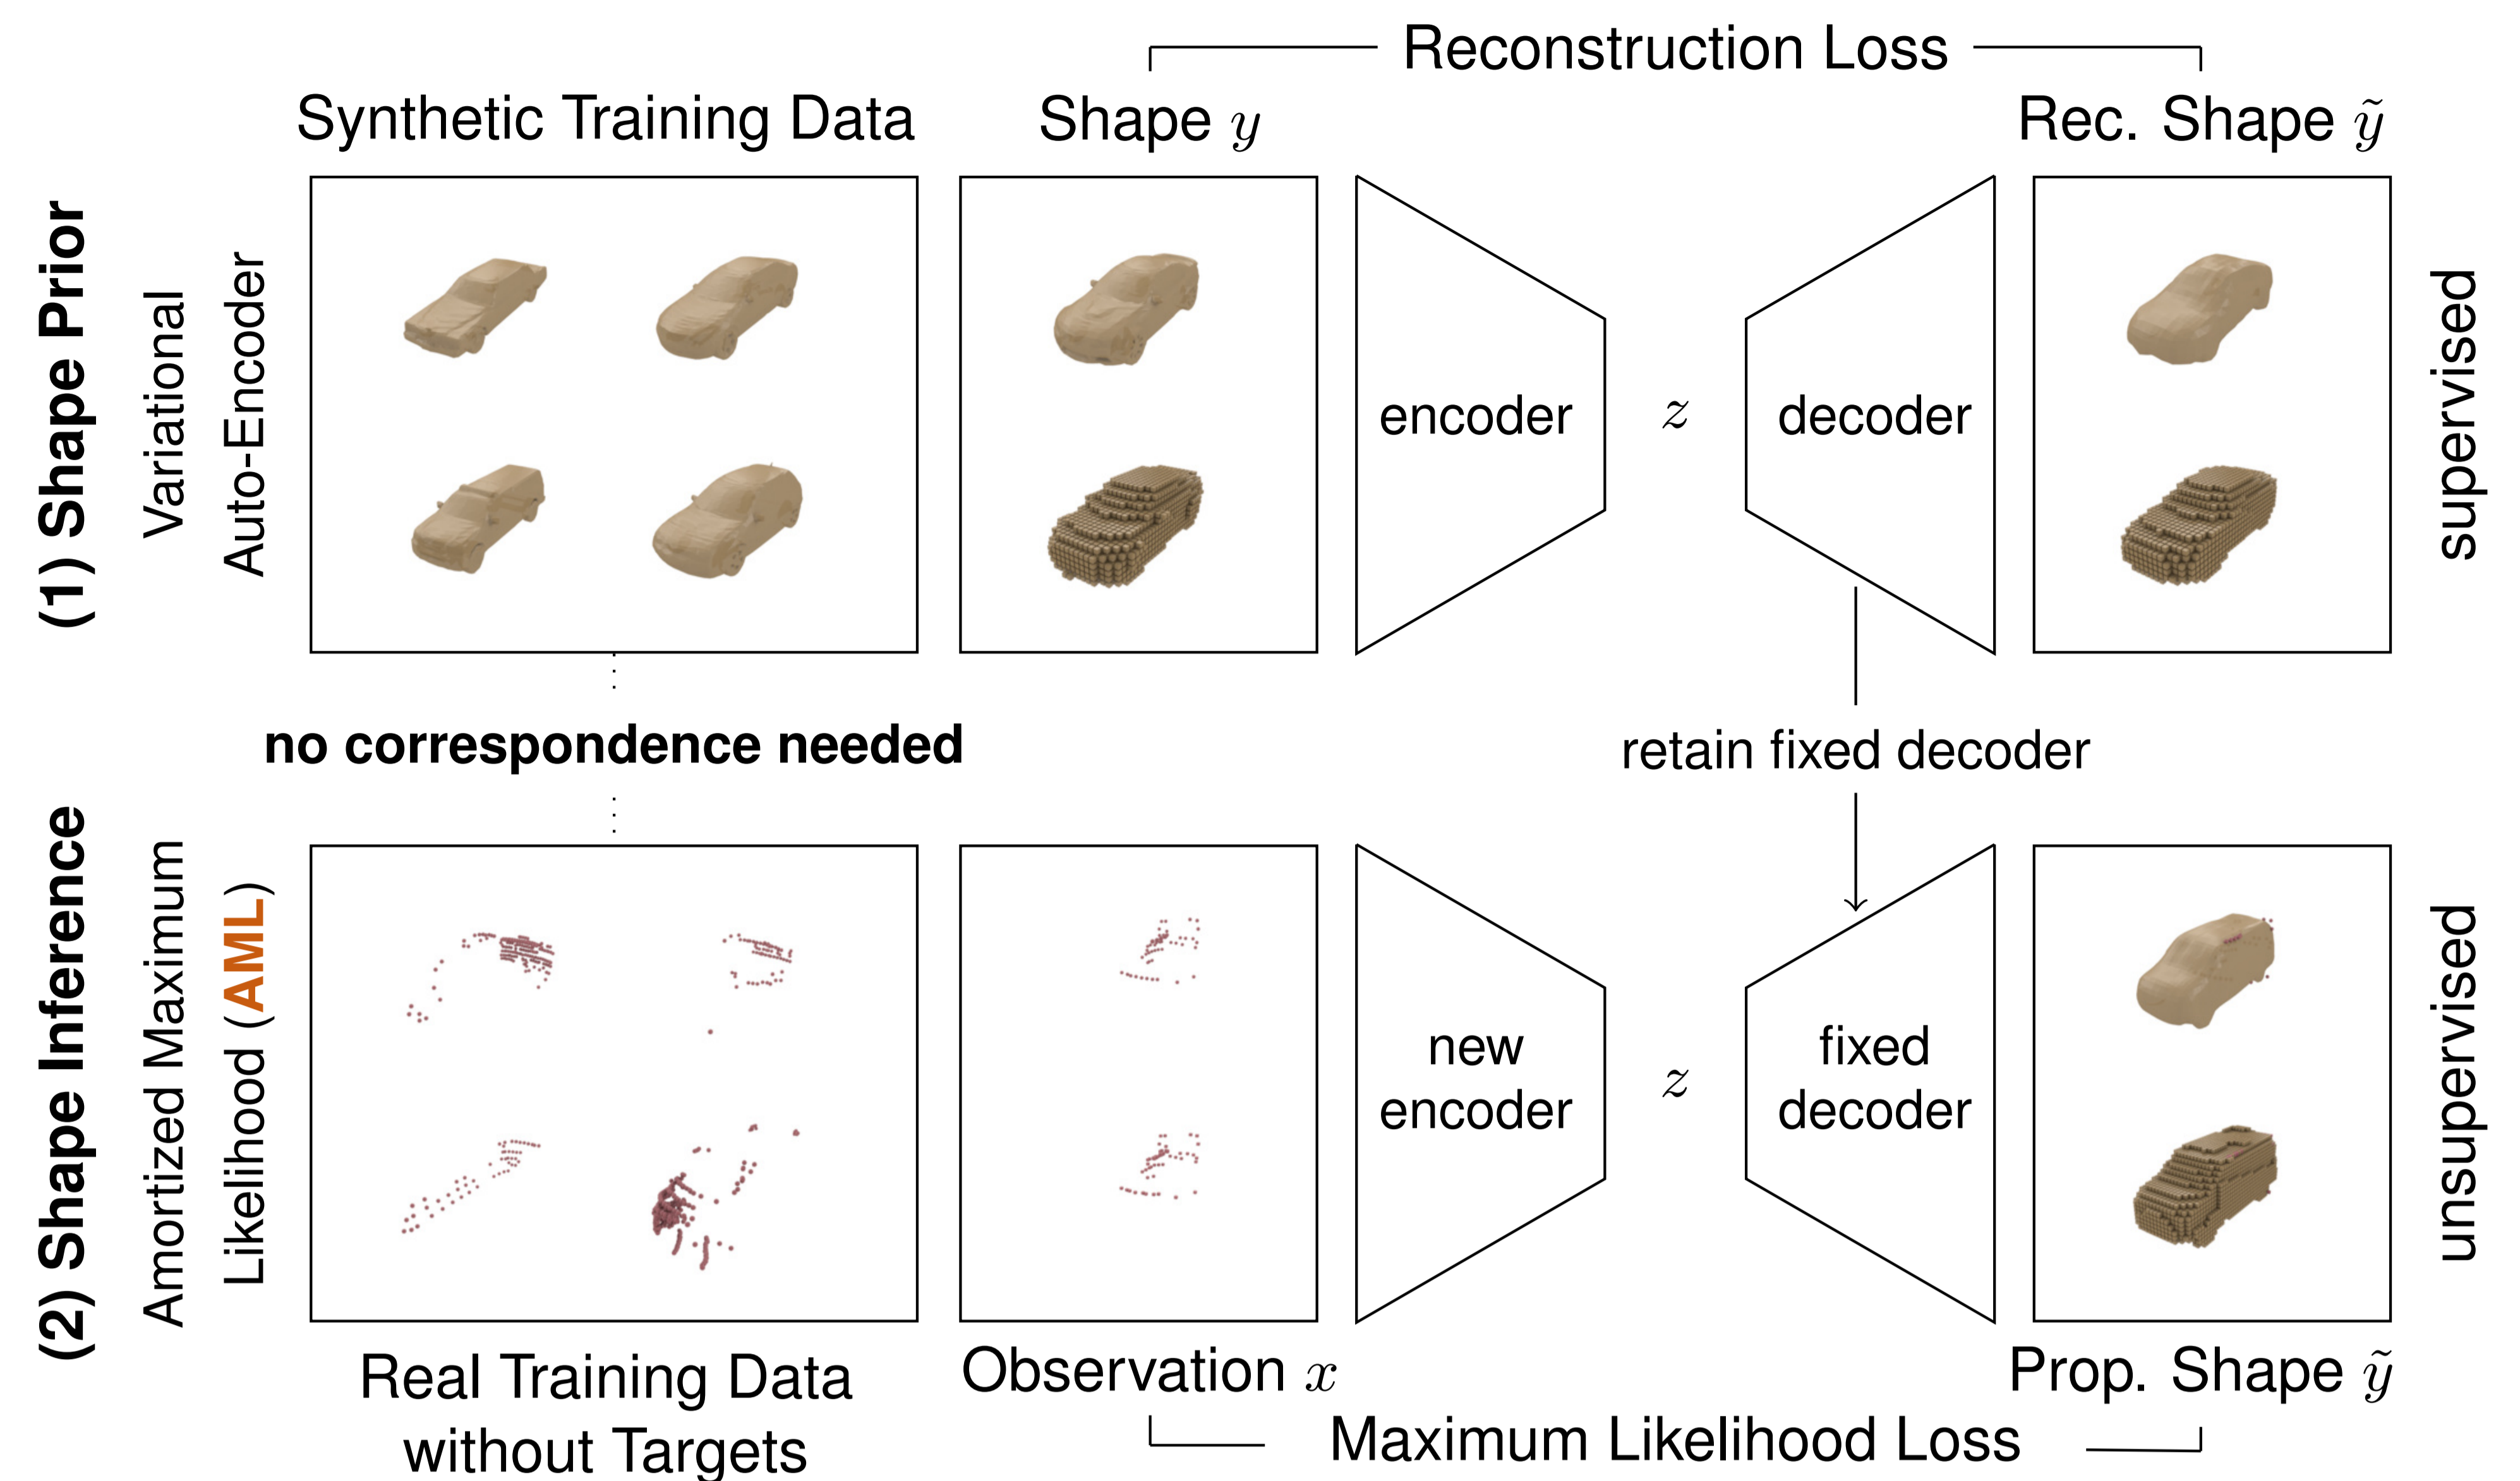 Reconstruction Loss
Synthetic Training Data
Shape y
Rec. Shape ỹ
(1) Shape Prior
Variational
Auto-Encoder
encoder
z
decoder
supervised
no correspondence needed
retain fixed decoder
(2) Shape Inference
Amortized Maximum
Likelihood (AML)
new
encoder
z
fixed
decoder
unsupervised
Real Training Data
without Targets
Observation x
Prop. Shape ỹ
Maximum Likelihood Loss